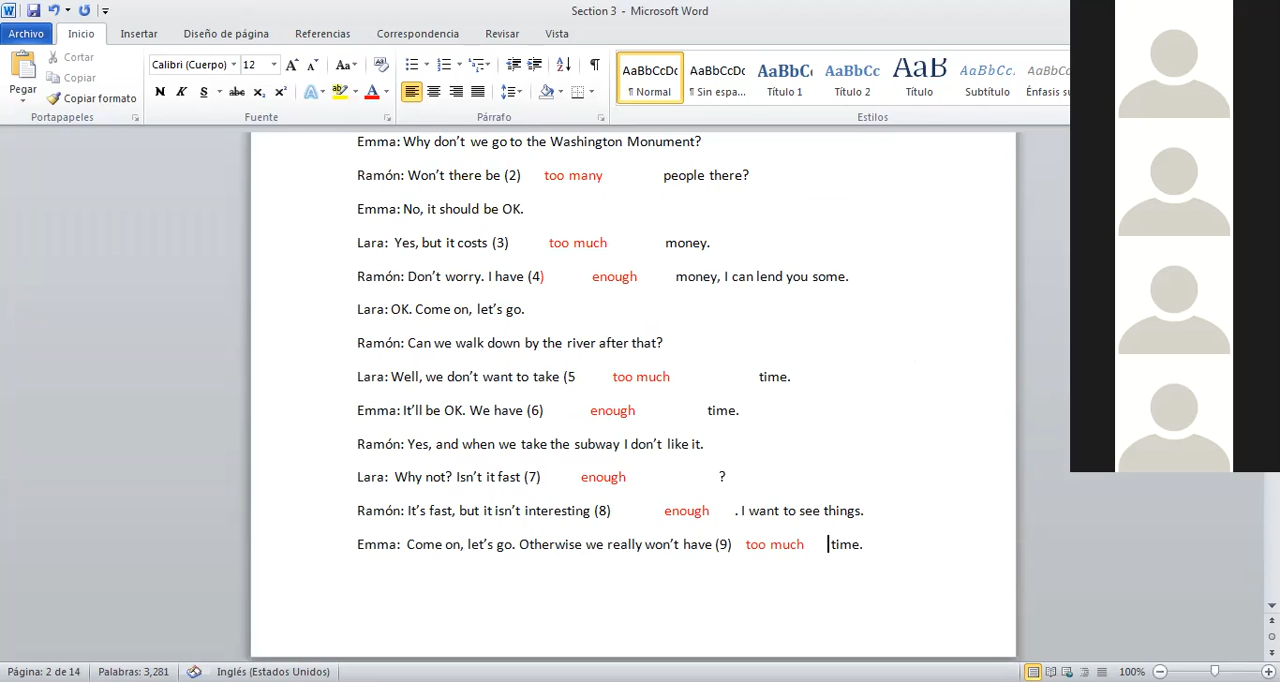 Section 3 - Microsoft Word
Archivo Inicio Insertar Diseño de página Referencias Correspondencia Revisar Vista
Pegar
Cortar
Copiar
Copiar formato
Portapapeles
Calibri (Cuerpo) 12
N K S abc x₂ x² A ab A
Fuente
Párrafo
AaBbCcDc AaBbCcDc AaBbC AaBbCc AaB AaBbCc. AaBbCc
¶ Normal ¶ Sin espa... Título 1 Título 2 Título Subtítulo Énfasis su
Estilos
Emma: Why don't we go to the Washington Monument?
Ramón: Won't there be (2) too many people there?
Emma: No, it should be OK.
Lara: Yes, but it costs (3) too much money.
Ramón: Don't worry. I have (4) enough money, I can lend you some.
Lara: OK. Come on, let's go.
Ramón: Can we walk down by the river after that?
Lara: Well, we don't want to take (5 too much time.
Emma: It'll be OK. We have (6) enough time.
Ramón: Yes, and when we take the subway I don't like it.
Lara: Why not? Isn't it fast (7) enough ?
Ramón: It's fast, but it isn't interesting (8) enough . I want to see things.
Emma: Come on, let's go. Otherwise we really won't have (9) too much time.
Página: 2 de 14 Palabras: 3,281 Inglés (Estados Unidos) 100%